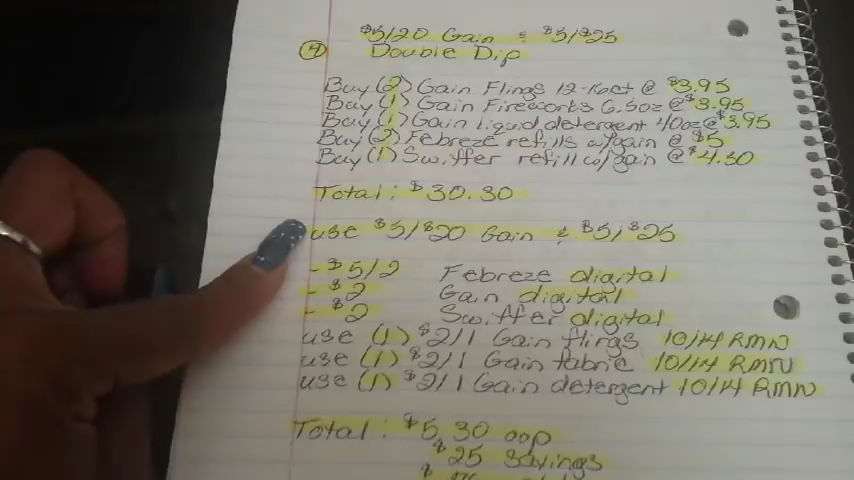 $5/20 Gain & $5/$25
④ Double Dip
Buy (2) Gain Flings 12-16ct @ $3.95
Buy (1) Gain Fireworks 6.5oz @ $3.95
Buy (1) Gain liquid detergent 40oz @ $3.95
Buy (2) Febreze refills w/gain @ $5
Buy (1) Swiffer refill w/gain @ $4.50
Total: $30.30
use $5/$20 Gain & $5/$25
- $5/2 Febreze digital
- $2 Gain digital
- $2 Swiffer digital
use (1) $2/1 Gain flings 10/14 RMN
use (1) $2/1 Gain fabric 10/14 RMN
use (1) $2/1 Gain detergent 10/14 RMN
Total: $5.30 oop
$25 savings
$